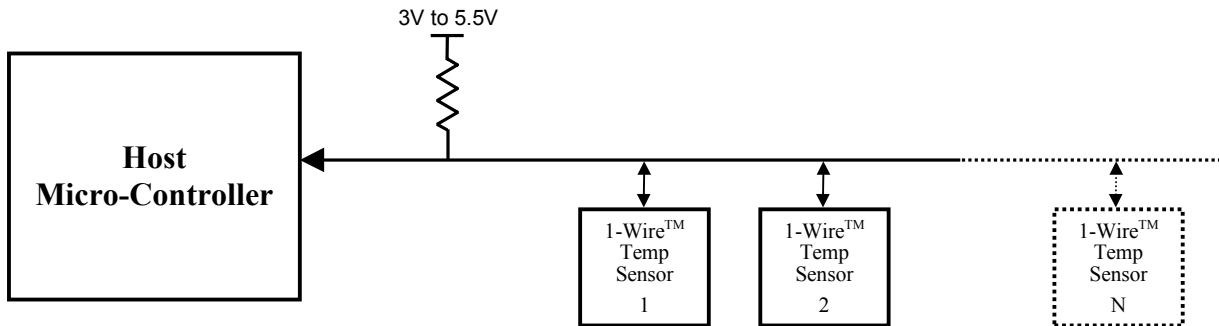 3V to 5.5V
Host
Micro-Controller
1-Wire™
Temp
Sensor
1
1-Wire™
Temp
Sensor
2
1-Wire™
Temp
Sensor
N